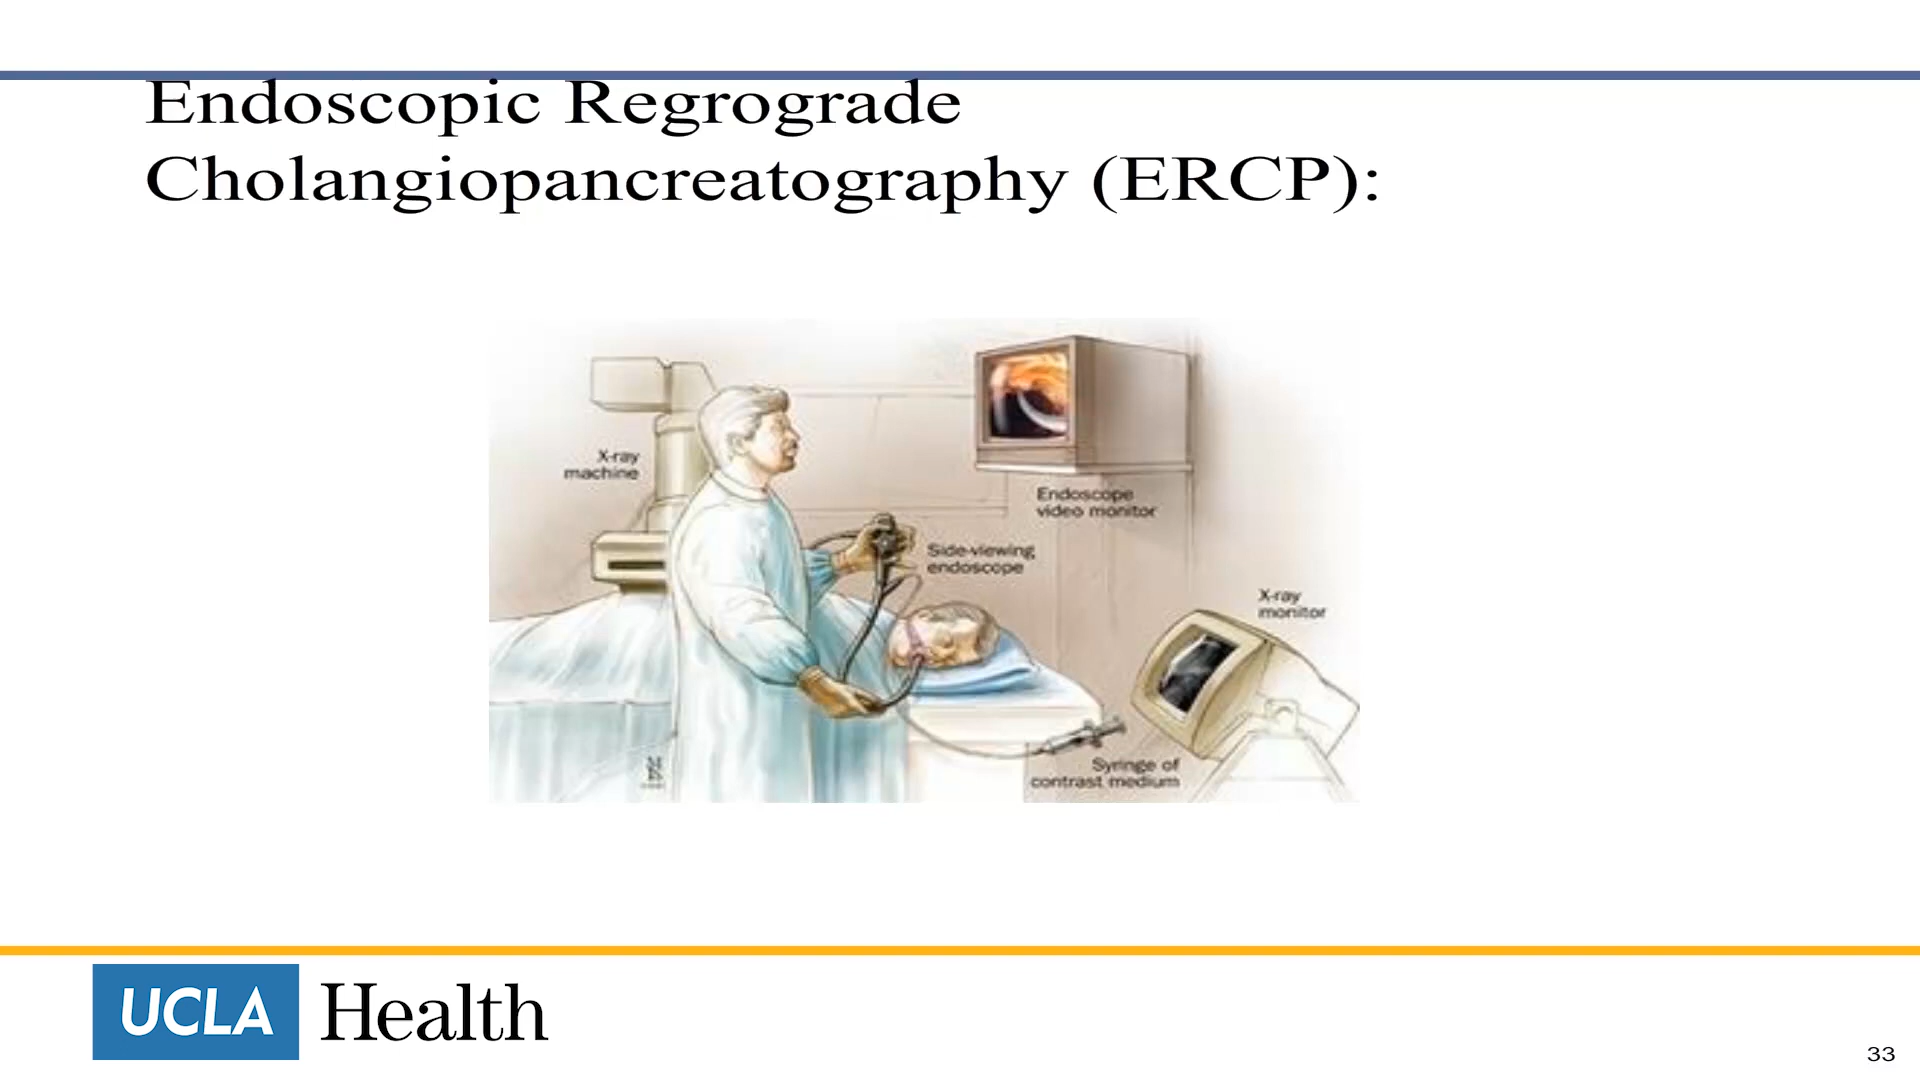 Endoscopic Regrograde
Cholangiopancreatography (ERCP):
X-ray
machine
Endoscope
video monitor
Side-viewing
endoscope
X-ray
monitor
Syringe of
contrast medium
UCLA Health
33